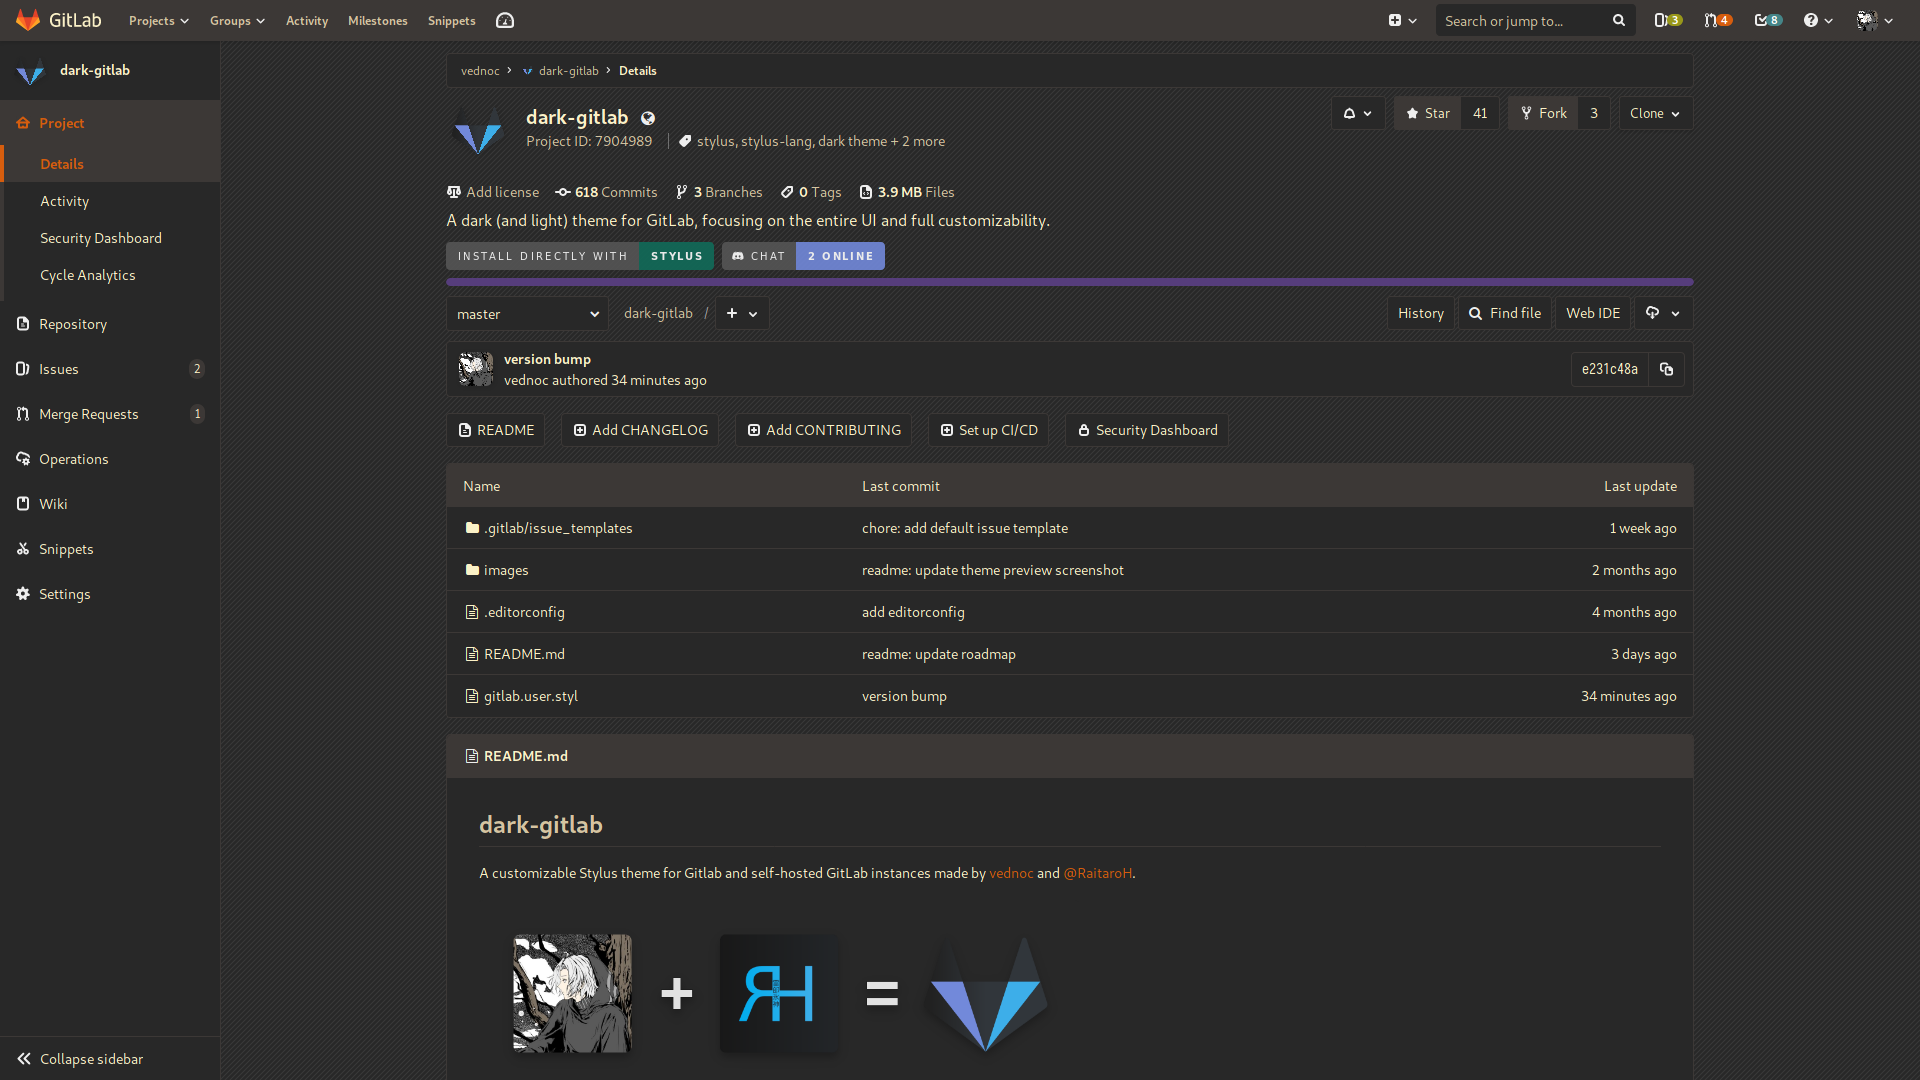 GitLab Projects Groups Activity Milestones Snippets Search or jump to... 3 4 8
dark-gitlab
Project
Details
Activity
Security Dashboard
Cycle Analytics
Repository
Issues 2
Merge Requests 1
Operations
Wiki
Snippets
Settings
Collapse sidebar
vednoc dark-gitlab Details
dark-gitlab
Project ID: 7904989 stylus, stylus-lang, dark theme + 2 more
Star 41 Fork 3 Clone
Add license 618 Commits 3 Branches 0 Tags 3.9 MB Files
A dark (and light) theme for GitLab, focusing on the entire UI and full customizability.
INSTALL DIRECTLY WITH STYLUS CHAT 2 ONLINE
master dark-gitlab / + History Find file Web IDE
version bump
vednoc authored 34 minutes ago
e231c48a
README Add CHANGELOG Add CONTRIBUTING Set up CI/CD Security Dashboard
Name Last commit Last update
.gitlab/issue_templates chore: add default issue template 1 week ago
images readme: update theme preview screenshot 2 months ago
.editorconfig add editorconfig 4 months ago
README.md readme: update roadmap 3 days ago
gitlab.user.styl version bump 34 minutes ago
README.md
dark-gitlab
A customizable Stylus theme for Gitlab and self-hosted GitLab instances made by vednoc and @RaitaroH.
+ =